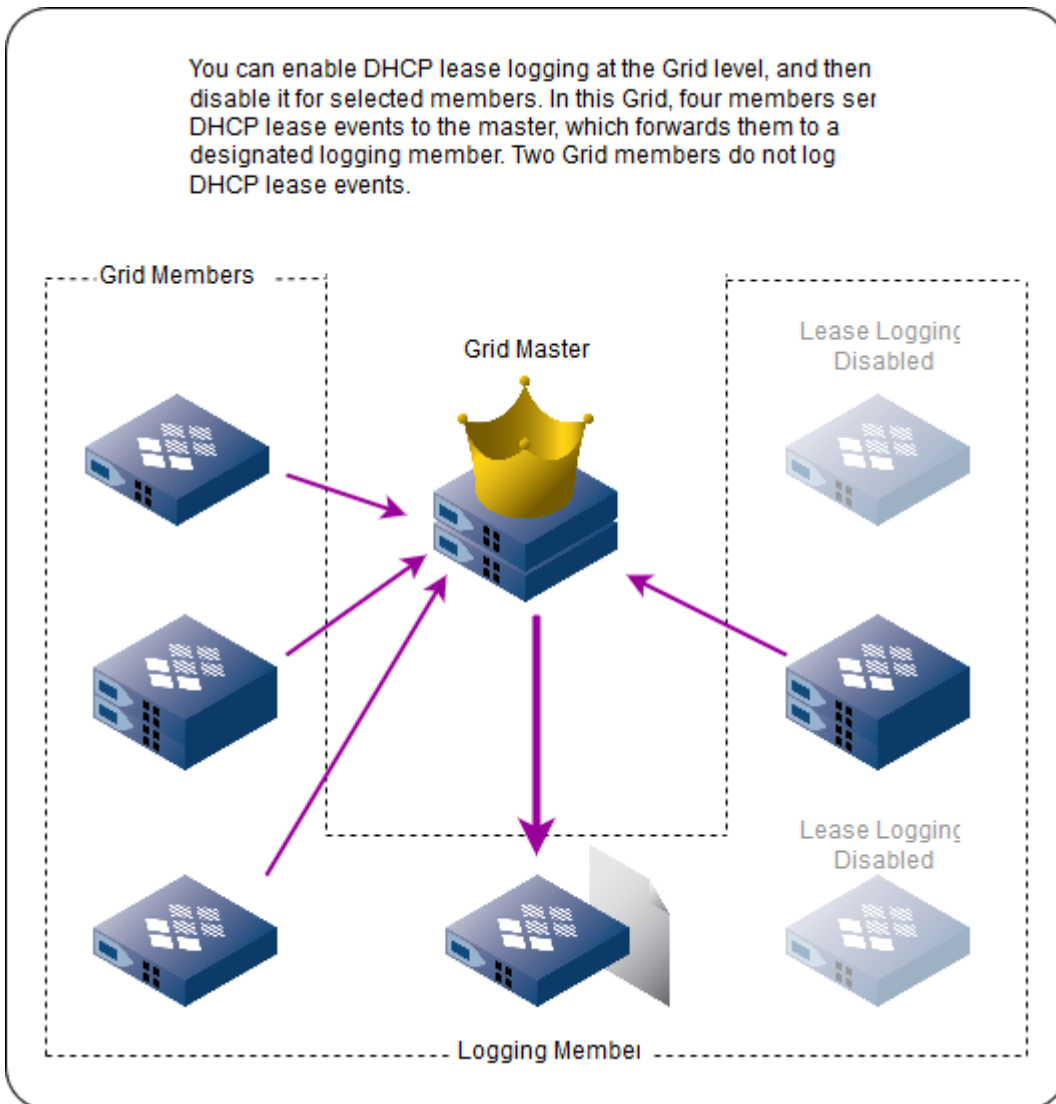 You can enable DHCP lease logging at the Grid level, and then
disable it for selected members. In this Grid, four members ser
DHCP lease events to the master, which forwards them to a
designated logging member. Two Grid members do not log
DHCP lease events.
Grid Members
Grid Master
Lease Logging
Disabled
Lease Logging
Disabled
Logging Member